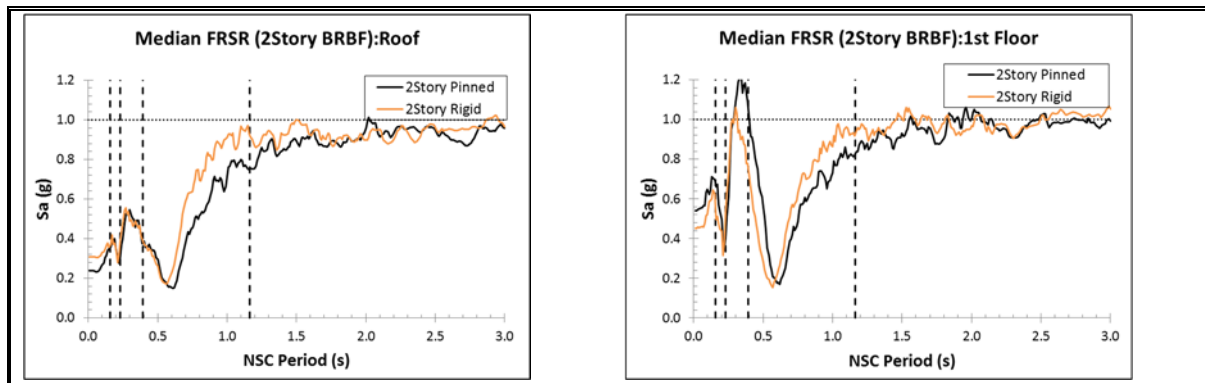 Median FRSR (2Story BRBF):Roof
1.2
1.0
0.8
0.6
0.4
0.2
0.0
Sa (g)
2Story Pinned
2Story Rigid
0.0 0.5 1.0 1.5 2.0 2.5 3.0
NSC Period (s)
Median FRSR (2Story BRBF):1st Floor
1.2
1.0
0.8
0.6
0.4
0.2
0.0
Sa (g)
2Story Pinned
2Story Rigid
0.0 0.5 1.0 1.5 2.0 2.5 3.0
NSC Period (s)